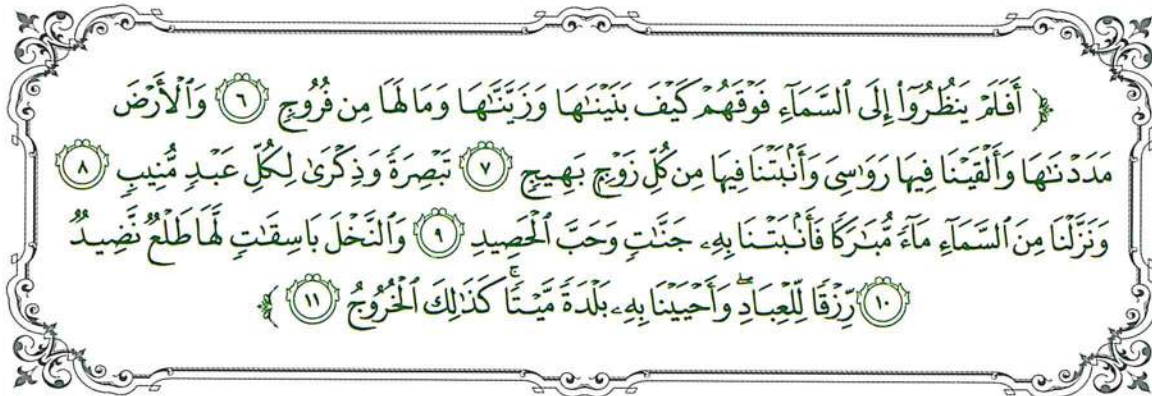 ﴿ أَفَلَمْ يَنظُرُوٓا۟ إِلَى ٱلسَّمَآءِ فَوْقَهُمْ كَيْفَ بَنَيْنَٰهَا وَزَيَّنَّٰهَا وَمَا لَهَا مِن فُرُوجٍ ٦ وَٱلْأَرْضَ
مَدَدْنَٰهَا وَأَلْقَيْنَا فِيهَا رَوَٰسِىَ وَأَنۢبَتْنَا فِيهَا مِن كُلِّ زَوْجٍۭ بَهِيجٍ ٧ تَبْصِرَةً وَذِكْرَىٰ لِكُلِّ عَبْدٍ مُّنِيبٍ ٨
وَنَزَّلْنَا مِنَ ٱلسَّمَآءِ مَآءً مُّبَٰرَكًا فَأَنۢبَتْنَا بِهِۦ جَنَّٰتٍ وَحَبَّ ٱلْحَصِيدِ ٩ وَٱلنَّخْلَ بَاسِقَٰتٍ لَّهَا طَلْعٌ نَّضِيدٌ
١٠ رِّزْقًا لِّلْعِبَادِ ۖ وَأَحْيَيْنَا بِهِۦ بَلْدَةً مَّيْتًا ۚ كَذَٰلِكَ ٱلْخُرُوجُ ١١ ﴾